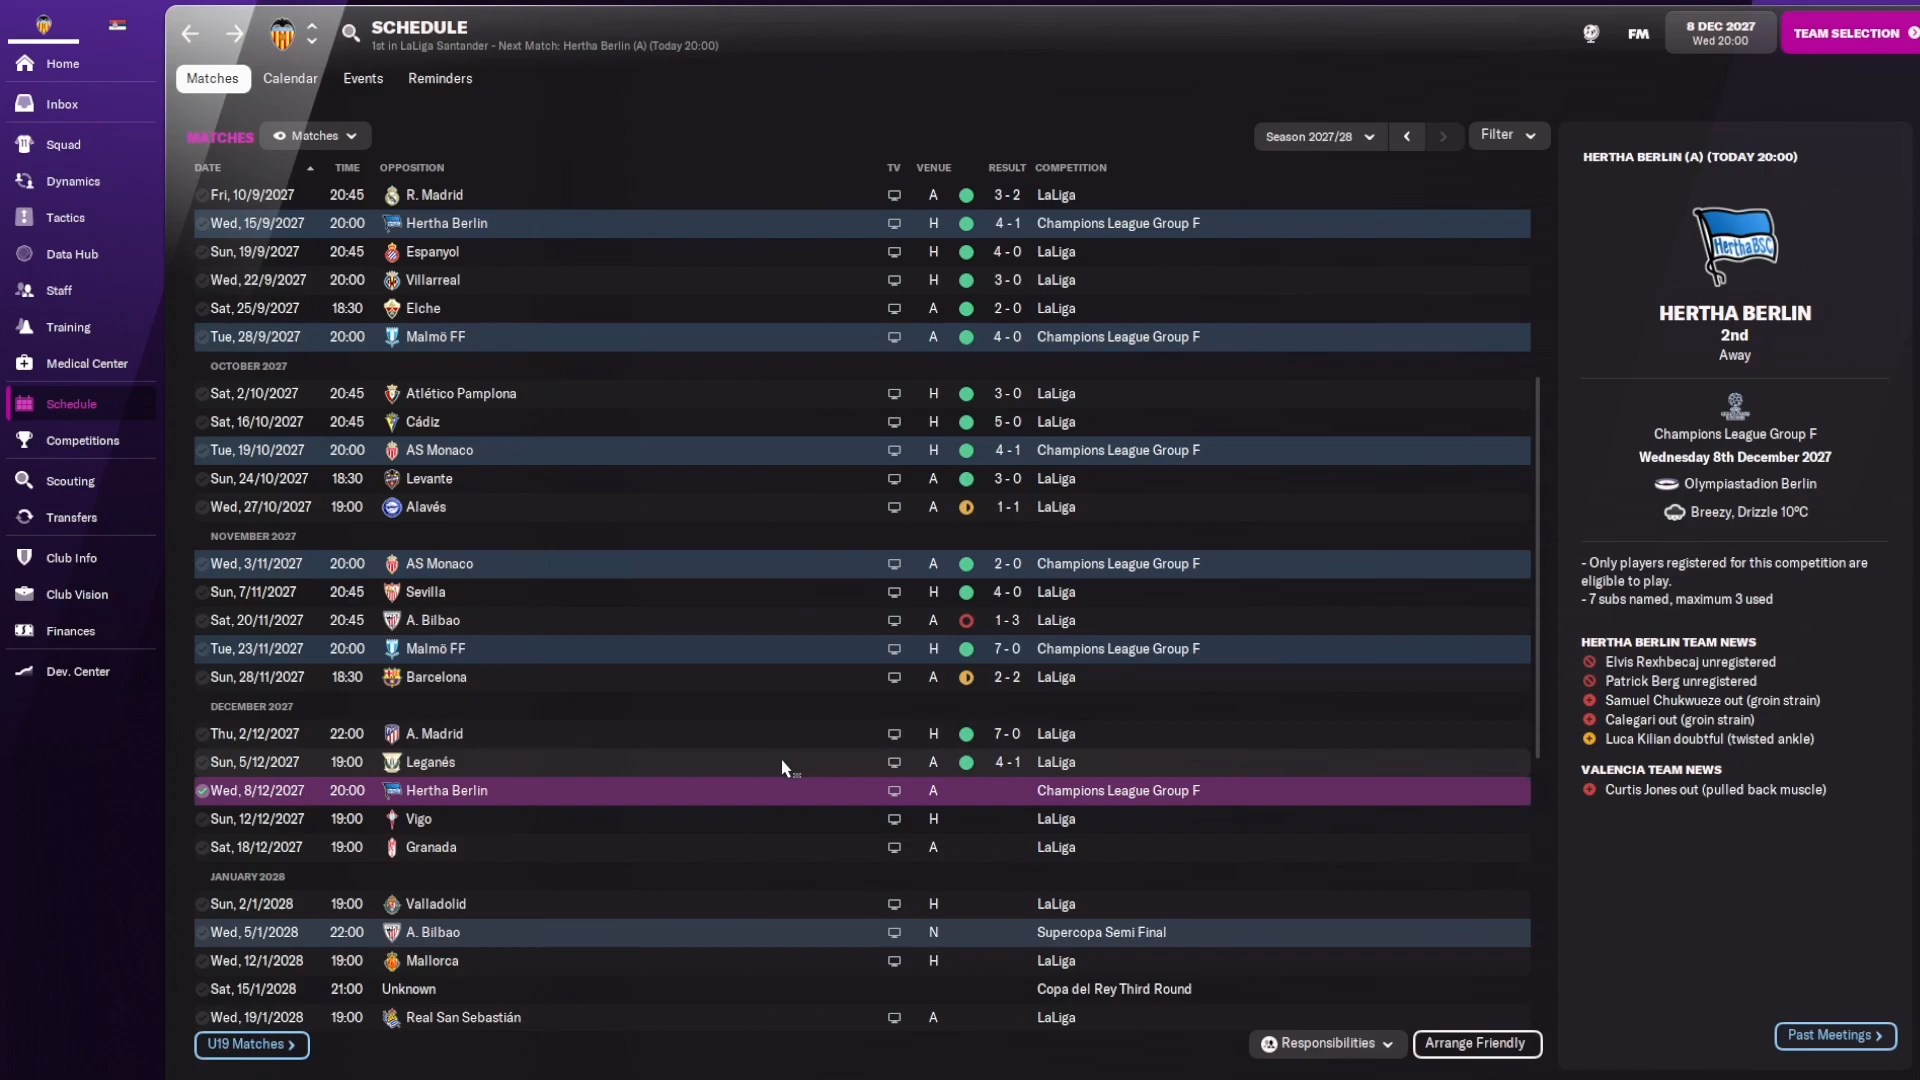 SCHEDULE
1st in LaLiga Santander - Next Match: Hertha Berlin (A) (Today 20:00)
FM
8 DEC 2027
Wed 20:00
TEAM SELECTION
Home
Inbox
Squad
Dynamics
Tactics
Data Hub
Staff
Training
Medical Center
Schedule
Competitions
Scouting
Transfers
Club Info
Club Vision
Finances
Dev. Center
Matches Calendar Events Reminders
MATCHES Matches Season 2027/28 Filter
DATE TIME OPPOSITION TV VENUE RESULT COMPETITION
Fri, 10/9/2027 20:45 R. Madrid A 3 - 2 LaLiga
Wed, 15/9/2027 20:00 Hertha Berlin H 4 - 1 Champions League Group F
Sun, 19/9/2027 20:45 Espanyol H 4 - 0 LaLiga
Wed, 22/9/2027 20:00 Villarreal H 3 - 0 LaLiga
Sat, 25/9/2027 18:30 Elche A 2 - 0 LaLiga
Tue, 28/9/2027 20:00 Malmö FF A 4 - 0 Champions League Group F
OCTOBER 2027
Sat, 2/10/2027 20:45 Atlético Pamplona H 3 - 0 LaLiga
Sat, 16/10/2027 20:45 Cádiz H 5 - 0 LaLiga
Tue, 19/10/2027 20:00 AS Monaco H 4 - 1 Champions League Group F
Sun, 24/10/2027 18:30 Levante A 3 - 0 LaLiga
Wed, 27/10/2027 19:00 Alavés A 1 - 1 LaLiga
NOVEMBER 2027
Wed, 3/11/2027 20:00 AS Monaco A 2 - 0 Champions League Group F
Sun, 7/11/2027 20:45 Sevilla H 4 - 0 LaLiga
Sat, 20/11/2027 20:45 A. Bilbao A 1 - 3 LaLiga
Tue, 23/11/2027 20:00 Malmö FF H 7 - 0 Champions League Group F
Sun, 28/11/2027 18:30 Barcelona A 2 - 2 LaLiga
DECEMBER 2027
Thu, 2/12/2027 22:00 A. Madrid H 7 - 0 LaLiga
Sun, 5/12/2027 19:00 Leganés A 4 - 1 LaLiga
Wed, 8/12/2027 20:00 Hertha Berlin A Champions League Group F
Sun, 12/12/2027 19:00 Vigo H LaLiga
Sat, 18/12/2027 19:00 Granada A LaLiga
JANUARY 2028
Sun, 2/1/2028 19:00 Valladolid H LaLiga
Wed, 5/1/2028 22:00 A. Bilbao N Supercopa Semi Final
Wed, 12/1/2028 19:00 Mallorca H LaLiga
Sat, 15/1/2028 21:00 Unknown Copa del Rey Third Round
Wed, 19/1/2028 19:00 Real San Sebastián A LaLiga
U19 Matches Responsibilities Arrange Friendly
HERTHA BERLIN (A) (TODAY 20:00)
Hertha BSC
HERTHA BERLIN
2nd
Away
Champions League Group F
Wednesday 8th December 2027
Olympiastadion Berlin
Breezy, Drizzle 10ºC
- Only players registered for this competition are
eligible to play.
- 7 subs named, maximum 3 used
HERTHA BERLIN TEAM NEWS
Elvis Rexhbecaj unregistered
Patrick Berg unregistered
Samuel Chukwueze out (groin strain)
Calegari out (groin strain)
Luca Kilian doubtful (twisted ankle)
VALENCIA TEAM NEWS
Curtis Jones out (pulled back muscle)
Past Meetings